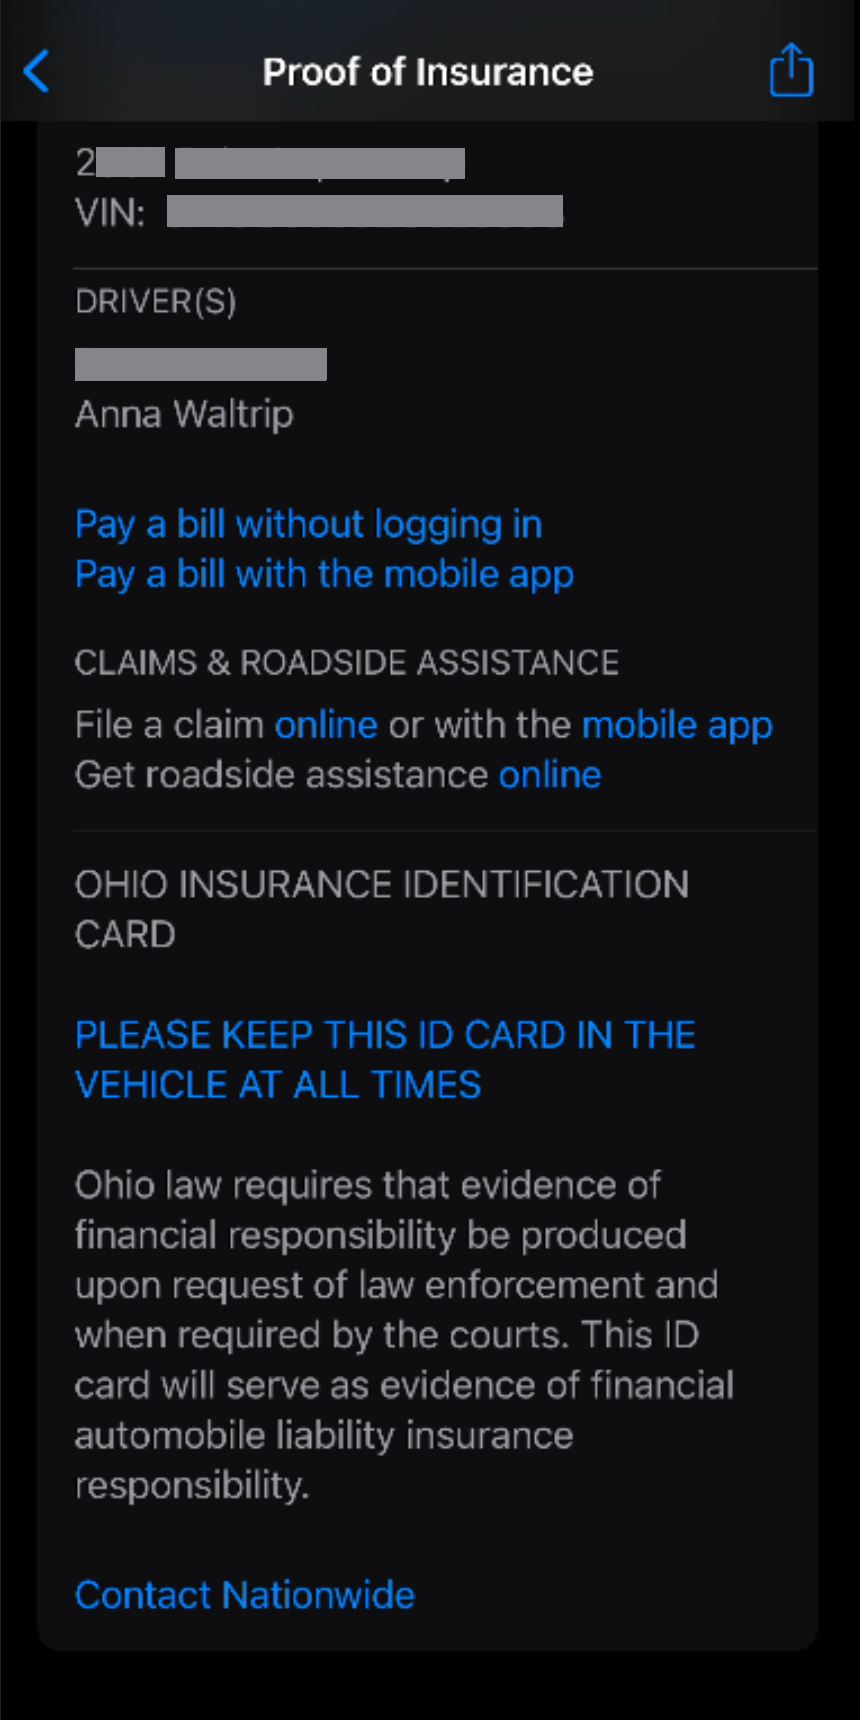 Proof of Insurance
2
VIN:
DRIVER(S)
Anna Waltrip
Pay a bill without logging in
Pay a bill with the mobile app
CLAIMS & ROADSIDE ASSISTANCE
File a claim online or with the mobile app
Get roadside assistance online
OHIO INSURANCE IDENTIFICATION
CARD
PLEASE KEEP THIS ID CARD IN THE
VEHICLE AT ALL TIMES
Ohio law requires that evidence of
financial responsibility be produced
upon request of law enforcement and
when required by the courts. This ID
card will serve as evidence of financial
automobile liability insurance
responsibility.
Contact Nationwide